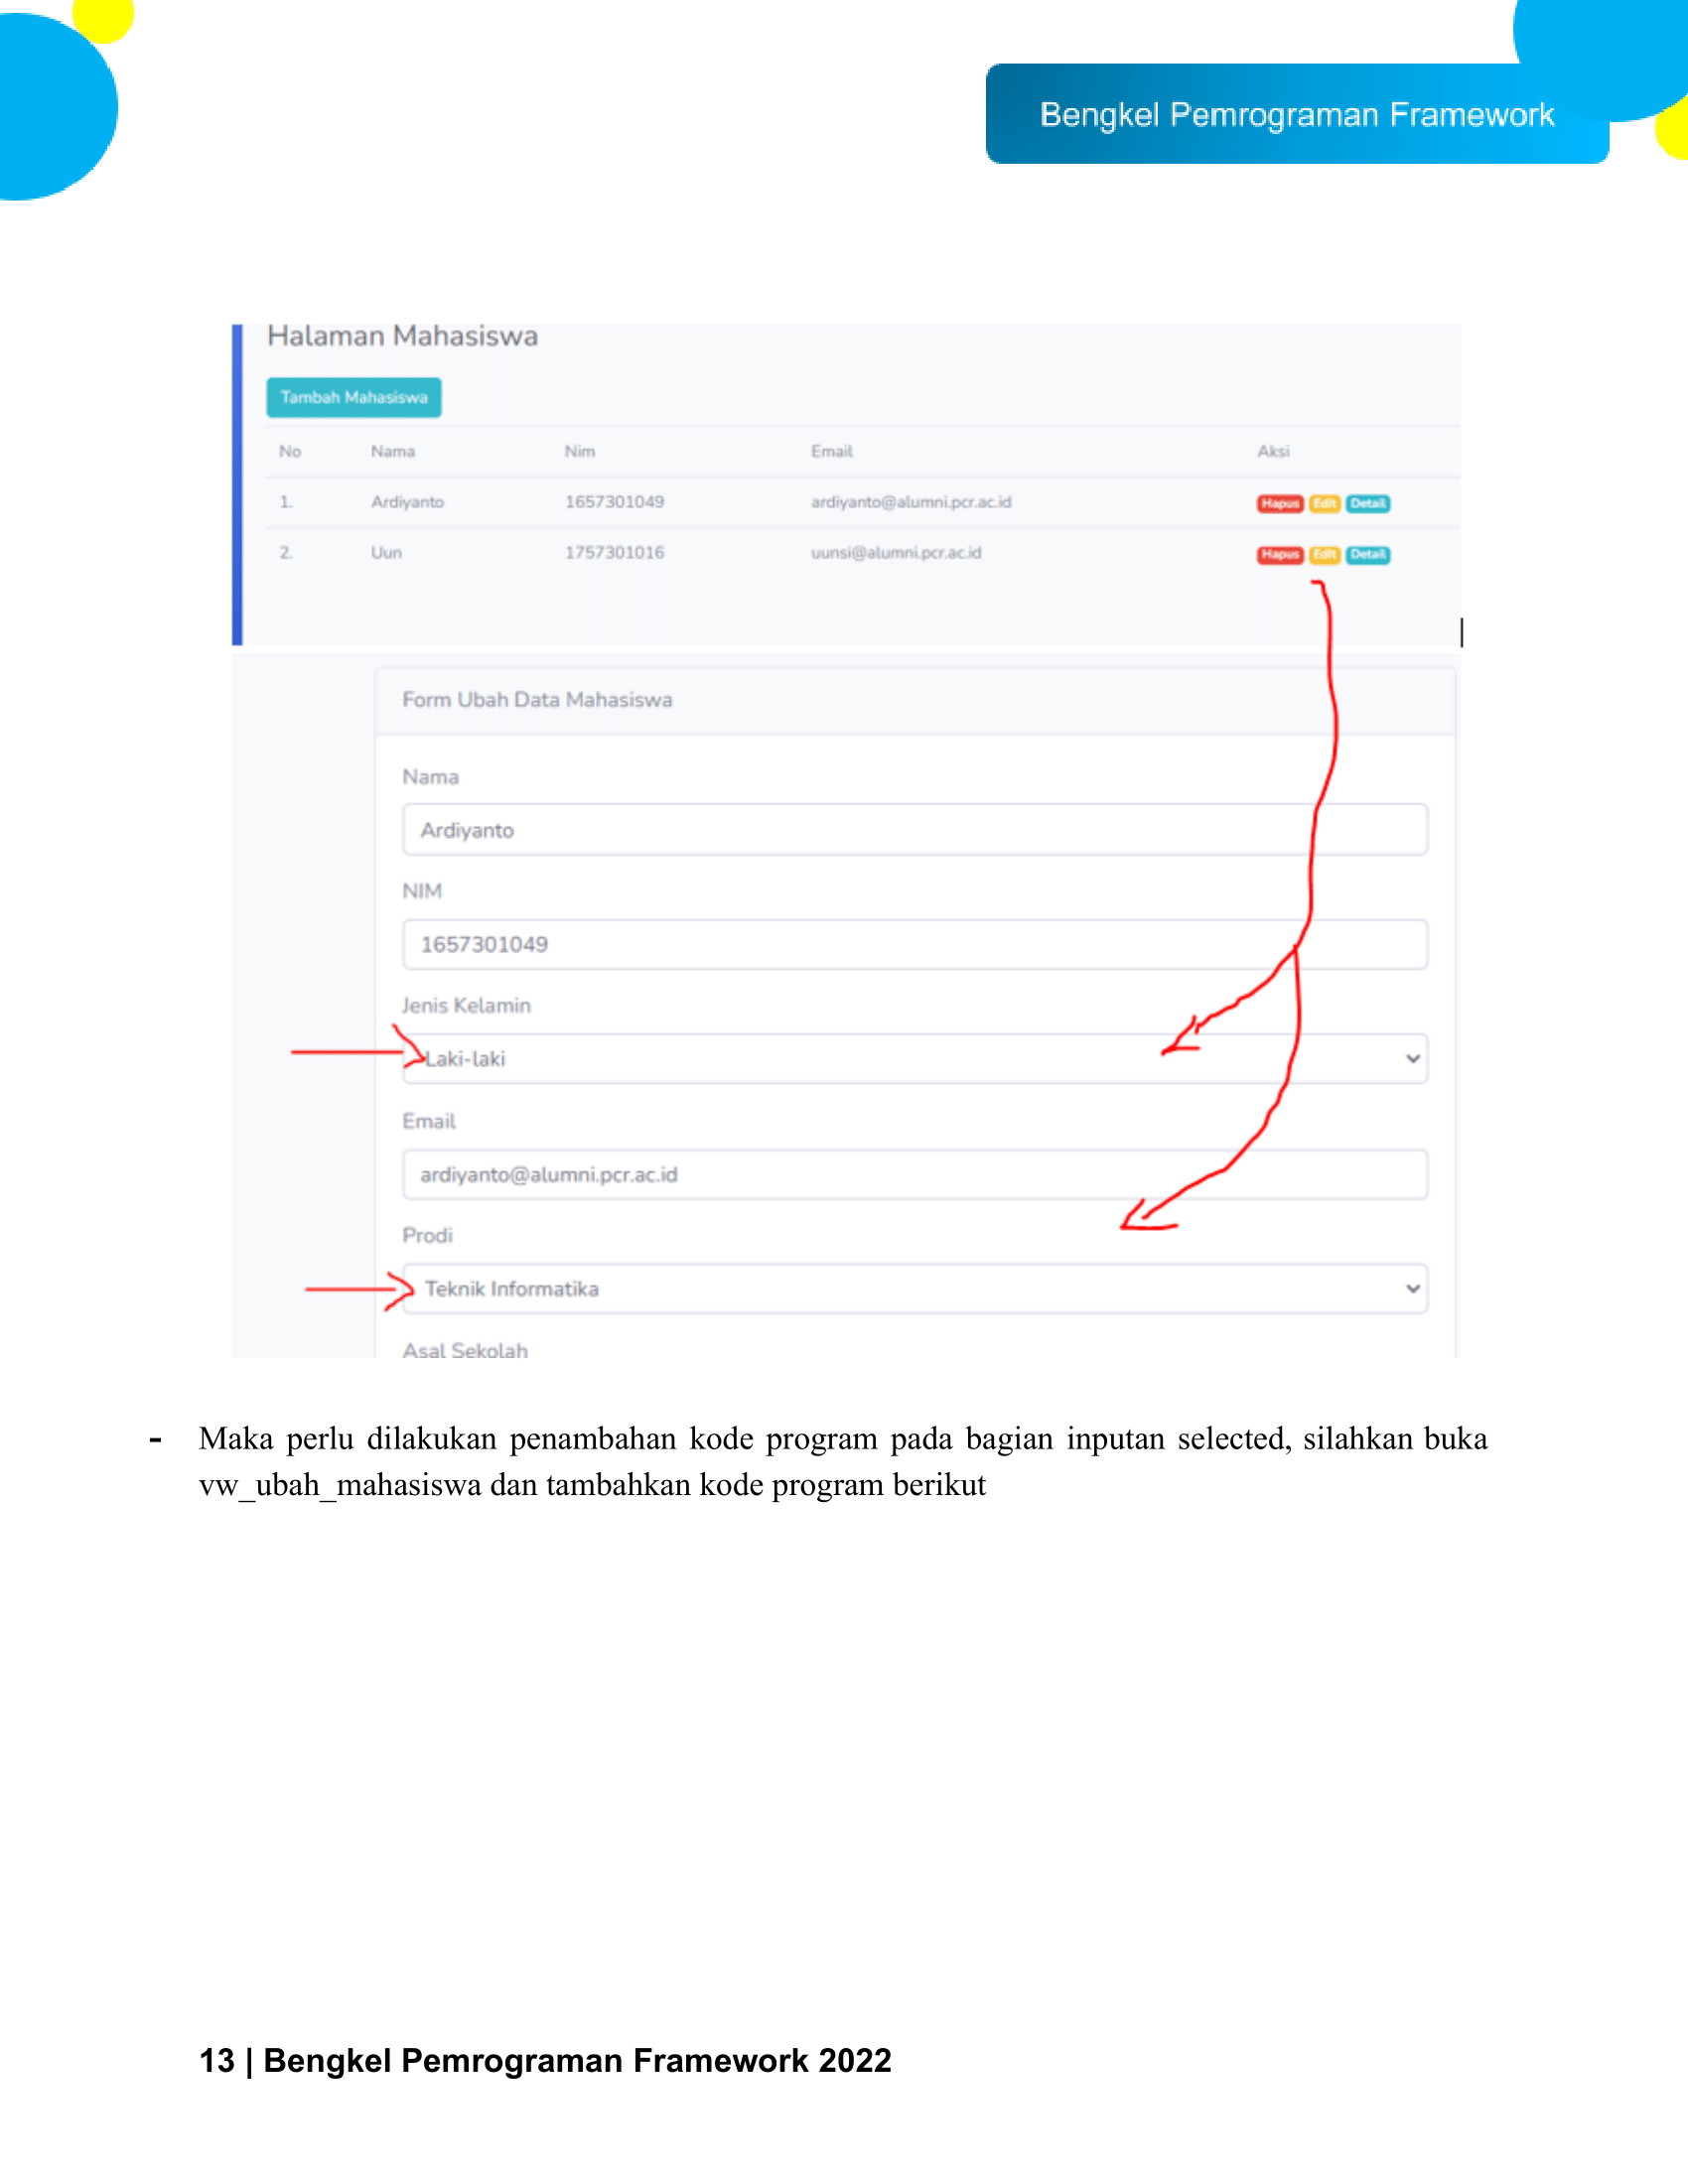 Bengkel Pemrograman Framework
Halaman Mahasiswa
Tambah Mahasiswa
No Nama Nim Email Aksi
1. Ardiyanto 1657301049 ardiyanto@alumni.pcr.ac.id Hapus Edit Detail
2. Uun 1757301016 uunsi@alumni.pcr.ac.id Hapus Edit Detail
Form Ubah Data Mahasiswa
Nama
Ardiyanto
NIM
1657301049
Jenis Kelamin
Laki-laki
Email
ardiyanto@alumni.pcr.ac.id
Prodi
Teknik Informatika
Asal Sekolah
- Maka perlu dilakukan penambahan kode program pada bagian inputan selected, silahkan buka
vw_ubah_mahasiswa dan tambahkan kode program berikut
13 | Bengkel Pemrograman Framework 2022